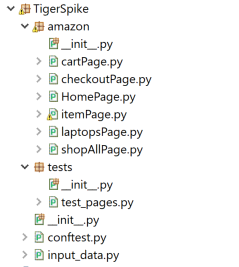 TigerSpike
amazon
__init__.py
cartPage.py
checkoutPage.py
HomePage.py
itemPage.py
laptopsPage.py
shopAllPage.py
tests
__init__.py
test_pages.py
__init__.py
conftest.py
input_data.py